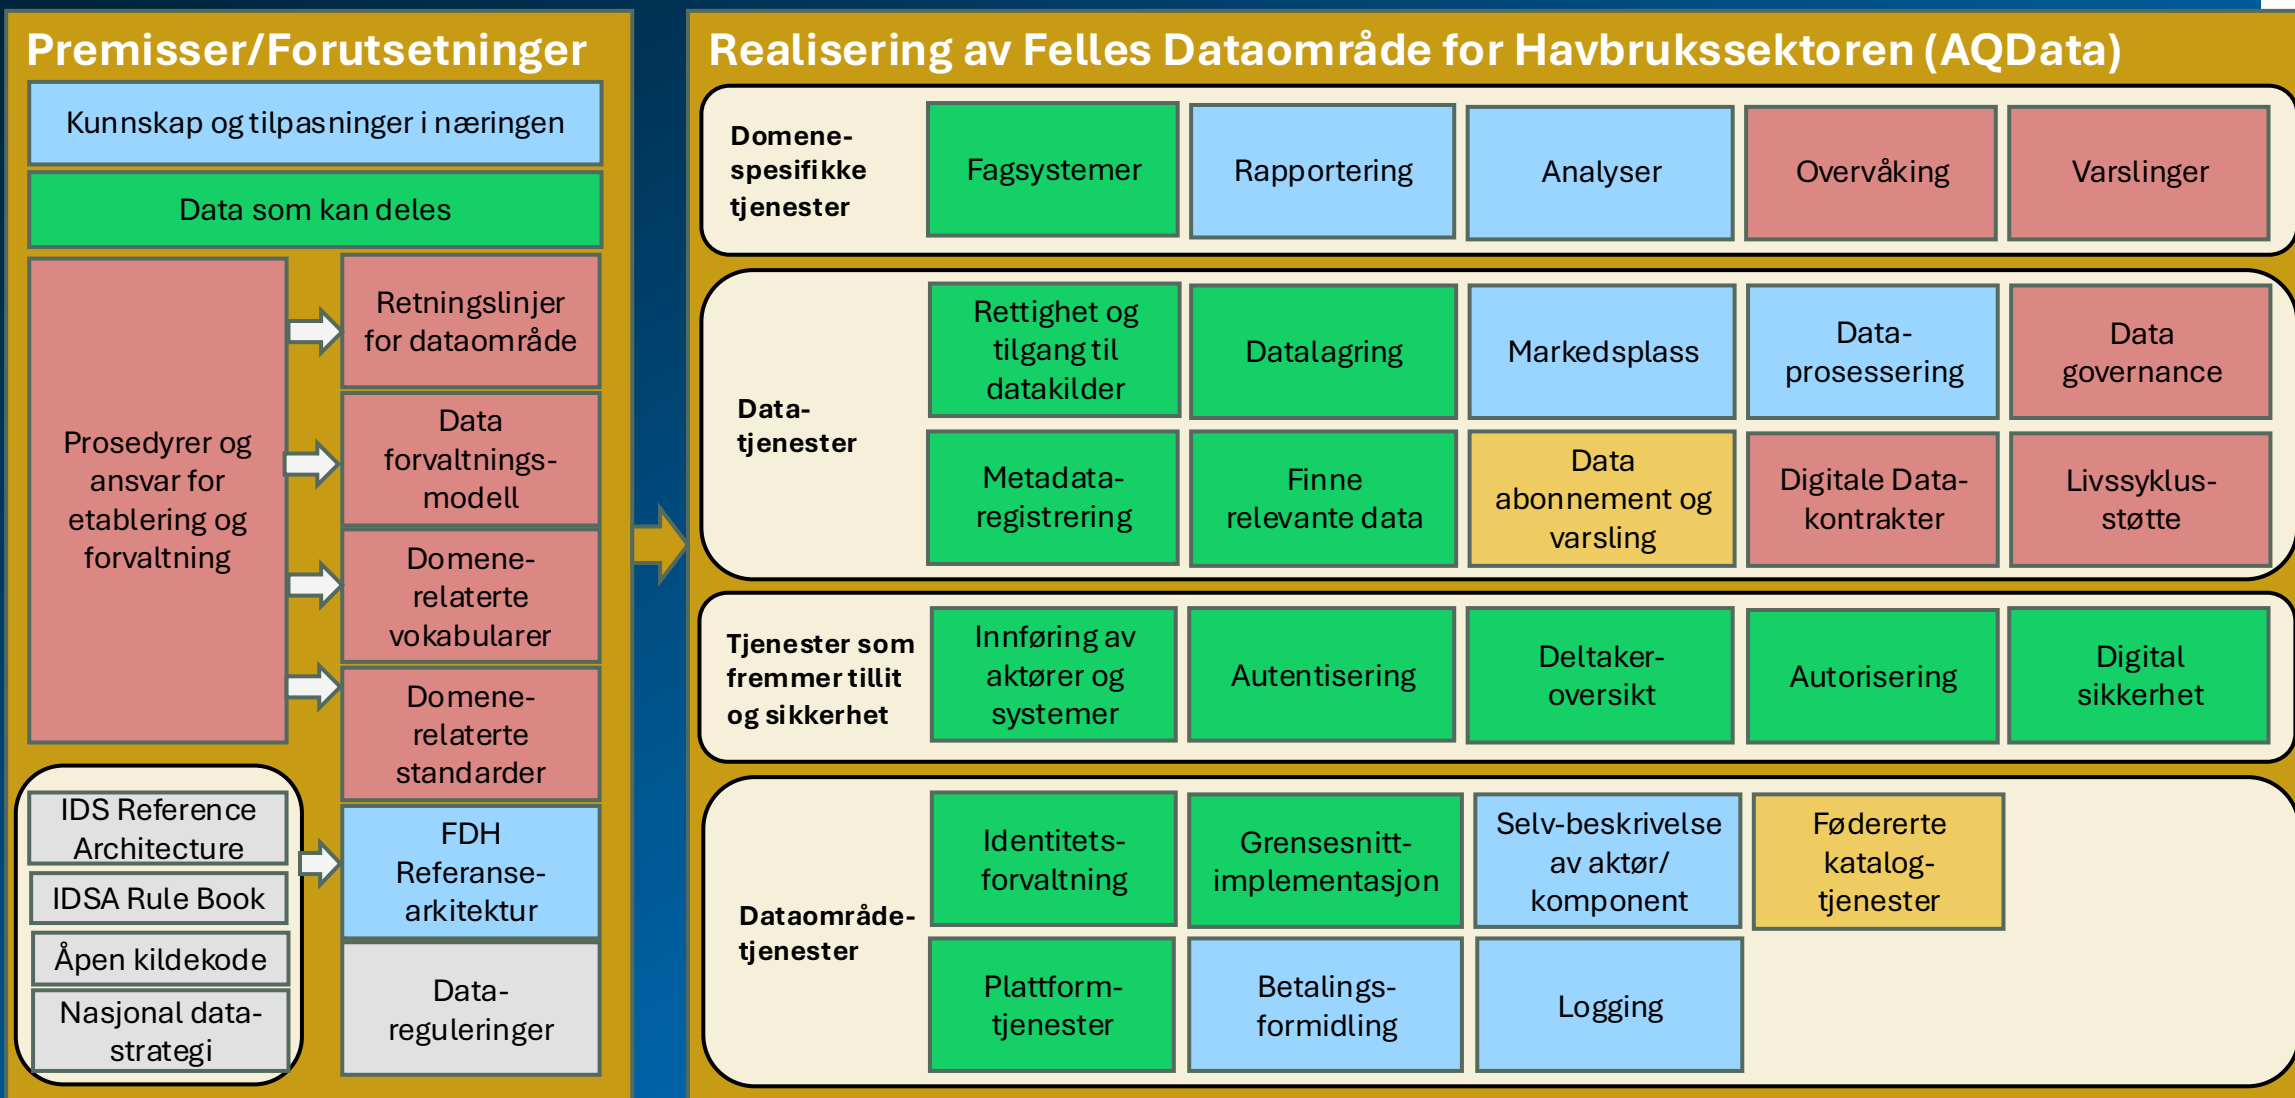 Premisser/Forutsetninger
Kunnskap og tilpasninger i næringen
Data som kan deles
Prosedyrer og
ansvar for
etablering og
forvaltning
Retningslinjer
for dataområde
Data
forvaltnings-
modell
Domene-
relaterte
vokabularer
Domene-
relaterte
standarder
IDS Reference
Architecture
IDSA Rule Book
Åpen kildekode
Nasjonal data-
strategi
FDH
Referanse-
arkitektur
Data-
reguleringer
Realisering av Felles Dataområde for Havbrukssektoren (AQData)
Domene-
spesifikke
tjenester
Fagsystemer
Rapportering
Analyser
Overvåking
Varslinger
Data-
tjenester
Rettighet og
tilgang til
datakilder
Datalagring
Markedsplass
Data-
prosessering
Data
governance
Metadata-
registrering
Finne
relevante data
Data
abonnement og
varsling
Digitale Data-
kontrakter
Livssyklus-
støtte
Tjenester som
fremmer tillit
og sikkerhet
Innføring av
aktører og
systemer
Autentisering
Deltaker-
oversikt
Autorisering
Digital
sikkerhet
Dataområde-
tjenester
Identitets-
forvaltning
Grensesnitt-
implementasjon
Selv-beskrivelse
av aktør/
komponent
Fødererte
katalog-
tjenester
Plattform-
tjenester
Betalings-
formidling
Logging